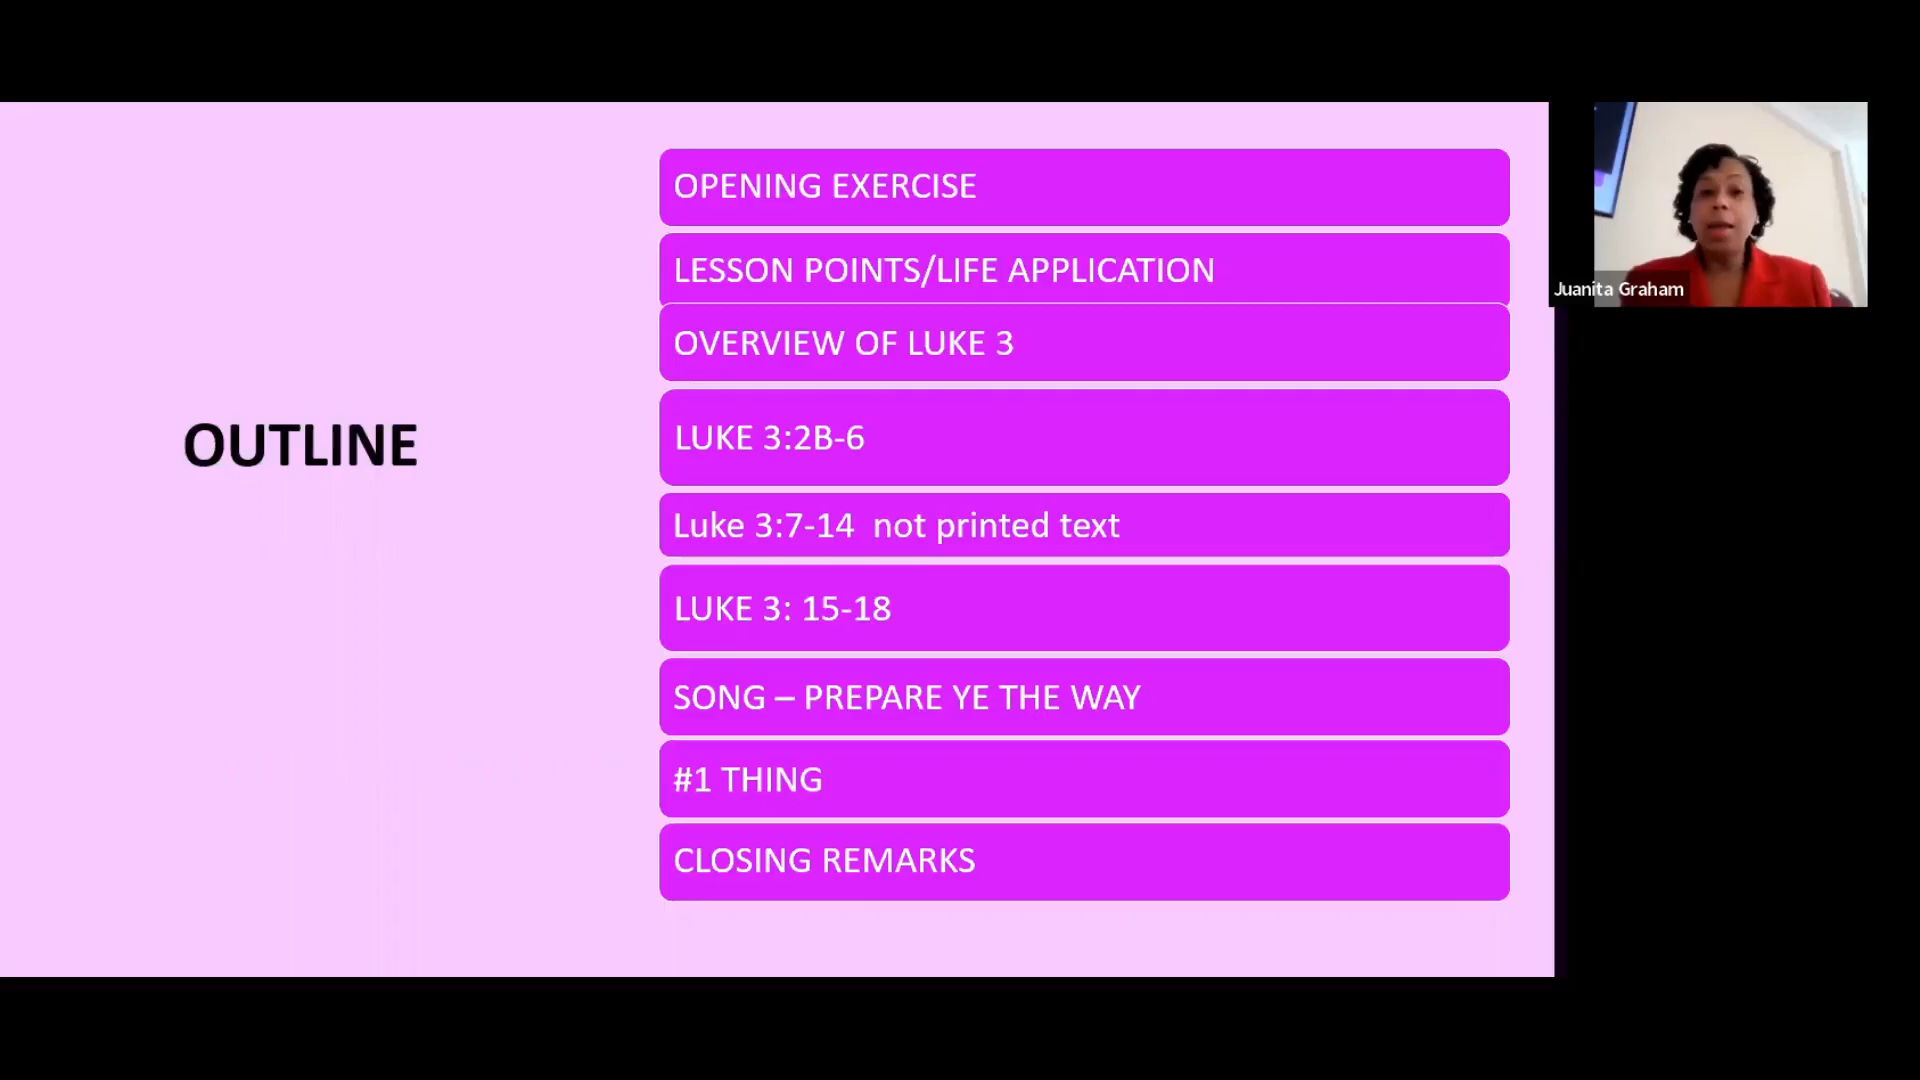 OUTLINE
OPENING EXERCISE
LESSON POINTS/LIFE APPLICATION
OVERVIEW OF LUKE 3
LUKE 3:2B-6
Luke 3:7-14  not printed text
LUKE 3: 15-18
SONG – PREPARE YE THE WAY
#1 THING
CLOSING REMARKS
Juanita Graham